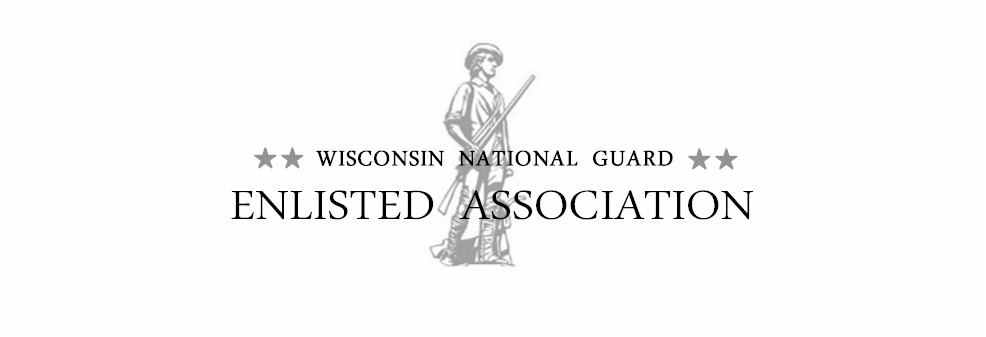 WISCONSIN NATIONAL GUARD
ENLISTED ASSOCIATION